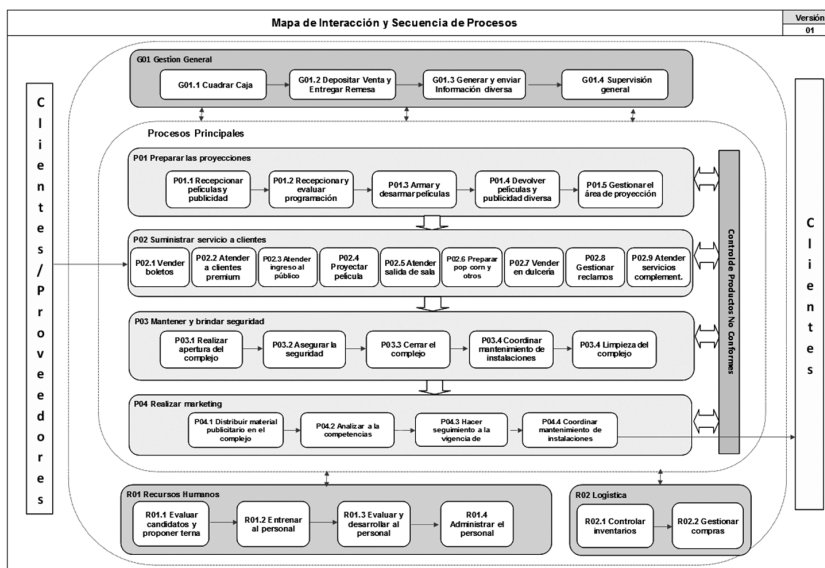 Mapa de Interacción y Secuencia de Procesos
Versión
01
Clientes/Proveedores
G01 Gestion General
G01.1 Cuadrar Caja
G01.2 Depositar Venta y
Entregar Remesa
G01.3 Generar y enviar
Información diversa
G01.4 Supervisión
general
Procesos Principales
P01 Preparar las proyecciones
P01.1 Recepcionar
películas y
publicidad
P01.2 Recepcionar y
evaluar
programación
P01.3 Armar y
desarmar películas
P01.4 Devolver
películas y
publicidad diversa
P01.5 Gestionar el
área de proyección
P02 Suministrar servicio a clientes
P02.1 Vender
boletos
P02.2 Atender
a clientes
premium
P02.3 Atender
ingreso al
público
P02.4
Proyectar
película
P02.5 Atender
salida de sala
P02.6 Preparar
pop corn y
otros
P02.7 Vender
en dulcería
P02.8
Gestionar
reclamos
P02.9 Atender
servicios
complement.
P03 Mantener y brindar seguridad
P03.1 Realizar
apertura del
complejo
P03.2 Asegurar la
seguridad
P03.3 Cerrar el
complejo
P03.4 Coordinar
mantenimiento de
instalaciones
P03.4 Limpieza del
complejo
P04 Realizar marketing
P04.1 Distribuir material
publicitario en el
complejo
P04.2 Analizar a la
competencias
P04.3 Hacer
seguimiento a la
vigencia de
P04.4 Coordinar
mantenimiento de
instalaciones
Control de Productos No Conformes
Clientes
R01 Recursos Humanos
R01.1 Evaluar
candidatos y
proponer terna
R01.2 Entrenar
al personal
R01.3 Evaluar y
desarrollar al
personal
R01.4
Administrar el
personal
R02 Logística
R02.1 Controlar
inventarios
R02.2 Gestionar
compras